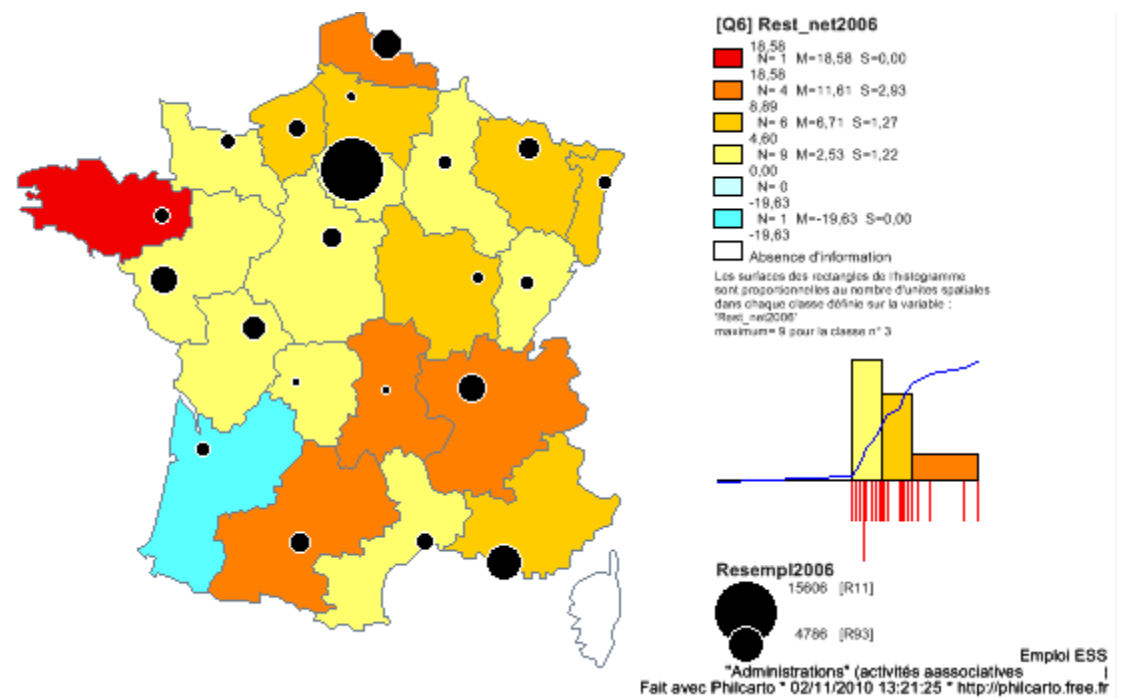 [Q6] Rest_net2006
18,58
N= 1 M=18,58 S=0,00
18,58
N= 4 M=11,61 S=2,93
8,89
N= 6 M=6,71 S=1,27
4,60
N= 9 M=2,53 S=1,22
0,00
N= 0
-19,63
N= 1 M=-19,63 S=0,00
-19,63
Absence d'information
Les surfaces des rectangles de l'histogramme
sont proportionnelles au nombre d'unites spatiales
dans chaque classe définie sur la variable :
'Rest_net2006'
maximum= 9 pour la classe n° 3
Resempl2006
15606 [R11]
4786 [R93]
Emploi ESS
"Administrations" (activités aassociatives |
Fait avec Philcarto * 02/11/2010 13:21:25 * http://philcarto.free.fr